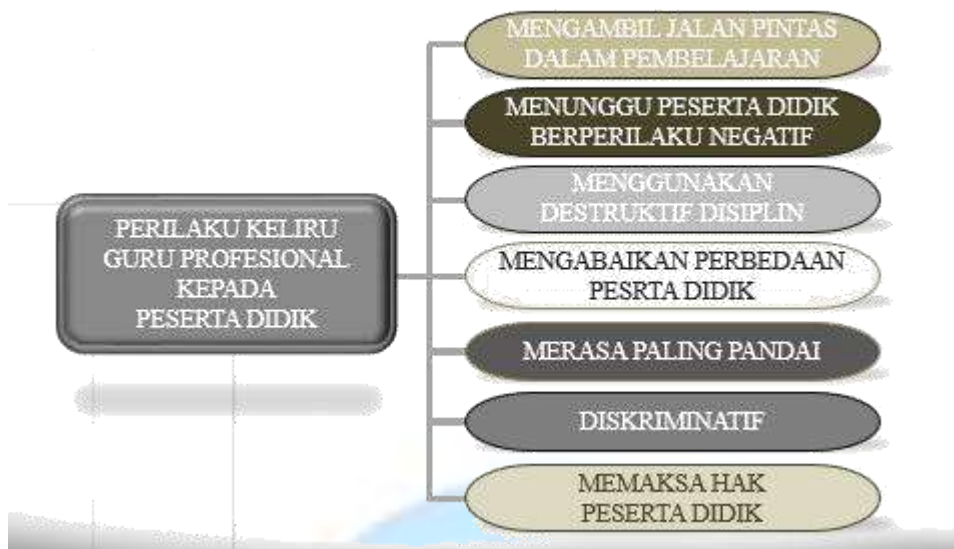 MENGAMBIL JALAN PINTAS
DALAM PEMBELAJARAN
MENUNGGU PESERTA DIDIK
BERPERILAKU NEGATIF
MENGGUNAKAN
DESTRUKTIF DISIPLIN
PERILAKU KELIRU
GURU PROFESIONAL
KEPADA
PESERTA DIDIK
MENGABAIKAN PERBEDAAN
PESRTA DIDIK
MERASA PALING PANDAI
DISKRIMINATIF
MEMAKSA HAK
PESERTA DIDIK